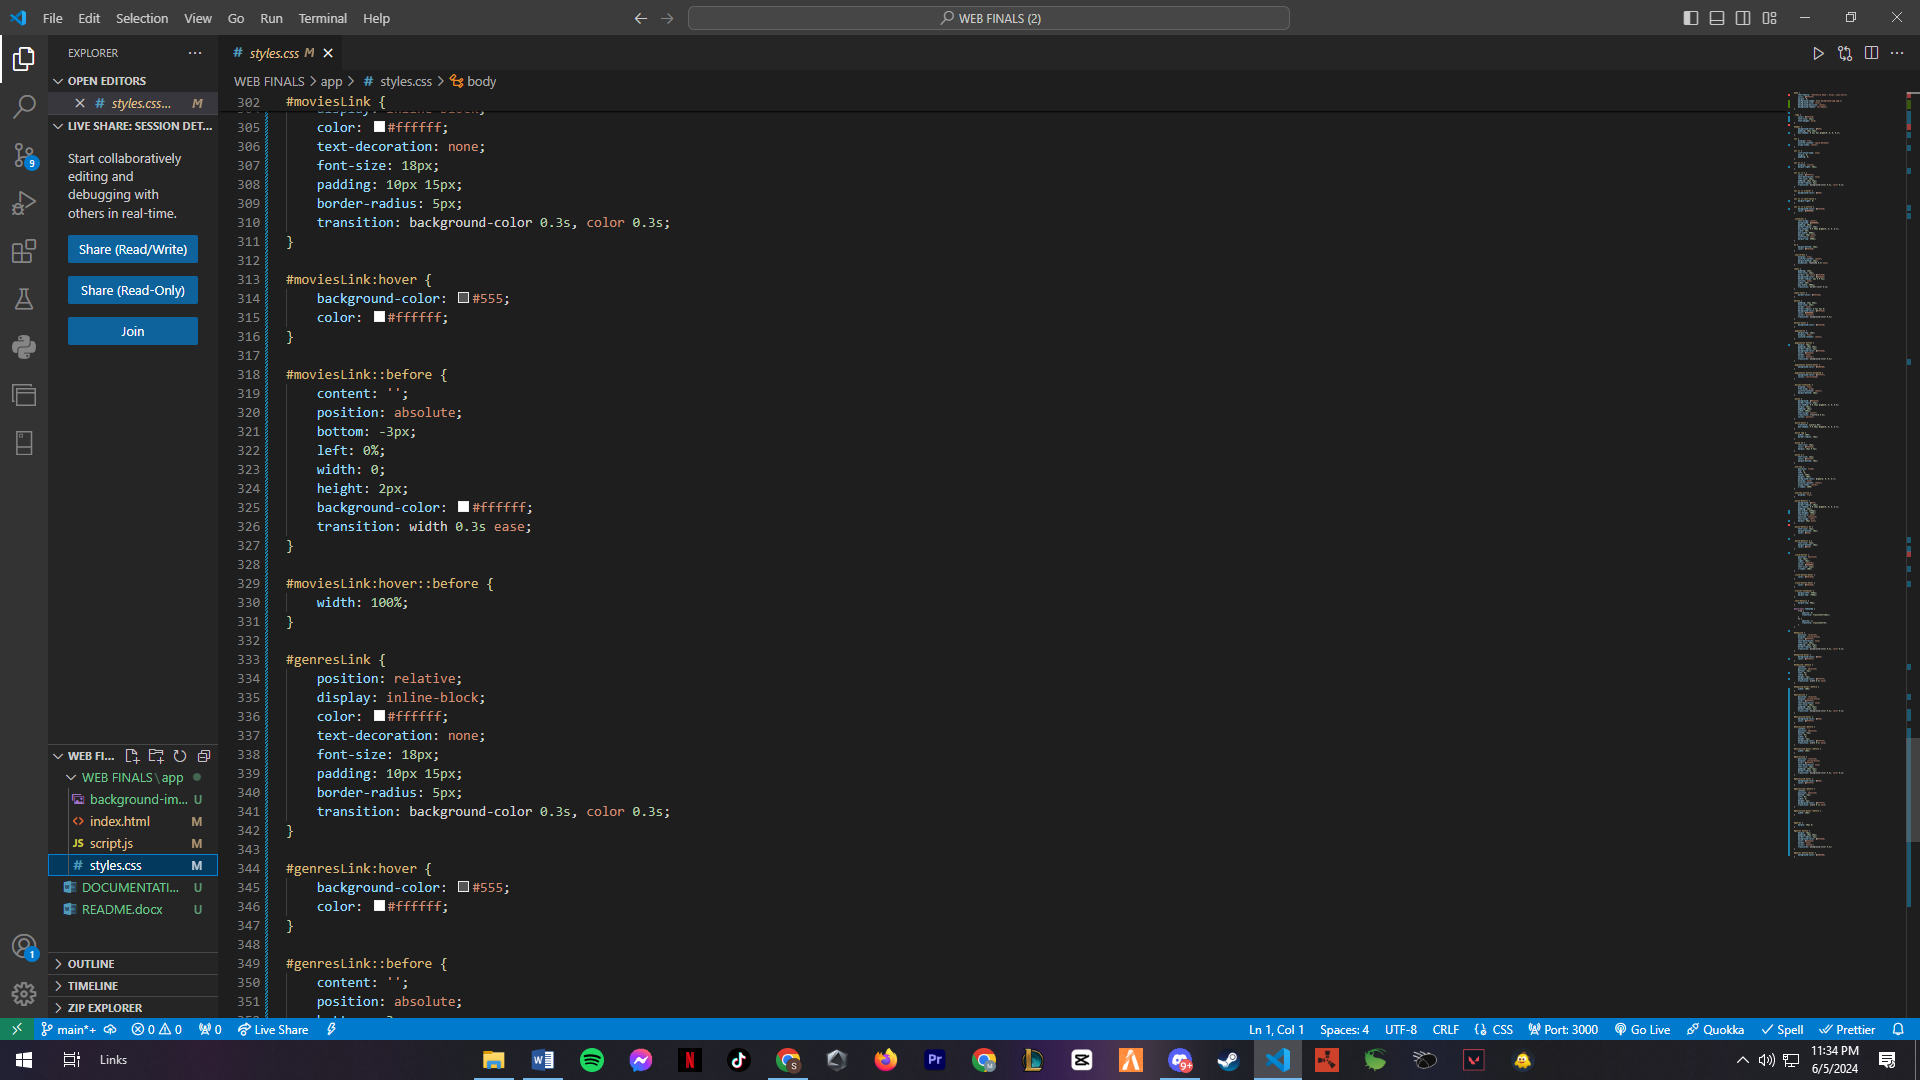 File Edit Selection View Go Run Terminal Help
WEB FINALS (2)
EXPLORER
OPEN EDITORS
styles.css... M
LIVE SHARE: SESSION DET...
Start collaboratively
editing and
debugging with
others in real-time.
Share (Read/Write)
Share (Read-Only)
Join
WEB FI...
WEB FINALS \ app
background-im... U
index.html M
JS script.js M
# styles.css M
DOCUMENTATI... U
README.docx U
OUTLINE
TIMELINE
ZIP EXPLORER
9
1
# styles.css M
WEB FINALS > app > # styles.css > body
302 #moviesLink {
305 color: #ffffff;
306 text-decoration: none;
307 font-size: 18px;
308 padding: 10px 15px;
309 border-radius: 5px;
310 transition: background-color 0.3s, color 0.3s;
311 }
312
313 #moviesLink:hover {
314 background-color: #555;
315 color: #ffffff;
316 }
317
318 #moviesLink::before {
319 content: '';
320 position: absolute;
321 bottom: -3px;
322 left: 0%;
323 width: 0;
324 height: 2px;
325 background-color: #ffffff;
326 transition: width 0.3s ease;
327 }
328
329 #moviesLink:hover::before {
330 width: 100%;
331 }
332
333 #genresLink {
334 position: relative;
335 display: inline-block;
336 color: #ffffff;
337 text-decoration: none;
338 font-size: 18px;
339 padding: 10px 15px;
340 border-radius: 5px;
341 transition: background-color 0.3s, color 0.3s;
342 }
343
344 #genresLink:hover {
345 background-color: #555;
346 color: #ffffff;
347 }
348
349 #genresLink::before {
350 content: '';
351 position: absolute;
main*+ 0 0 0 Live Share Ln 1, Col 1 Spaces: 4 UTF-8 CRLF {} CSS Port: 3000 Go Live Quokka Spell Prettier
Links
11:34 PM
6/5/2024